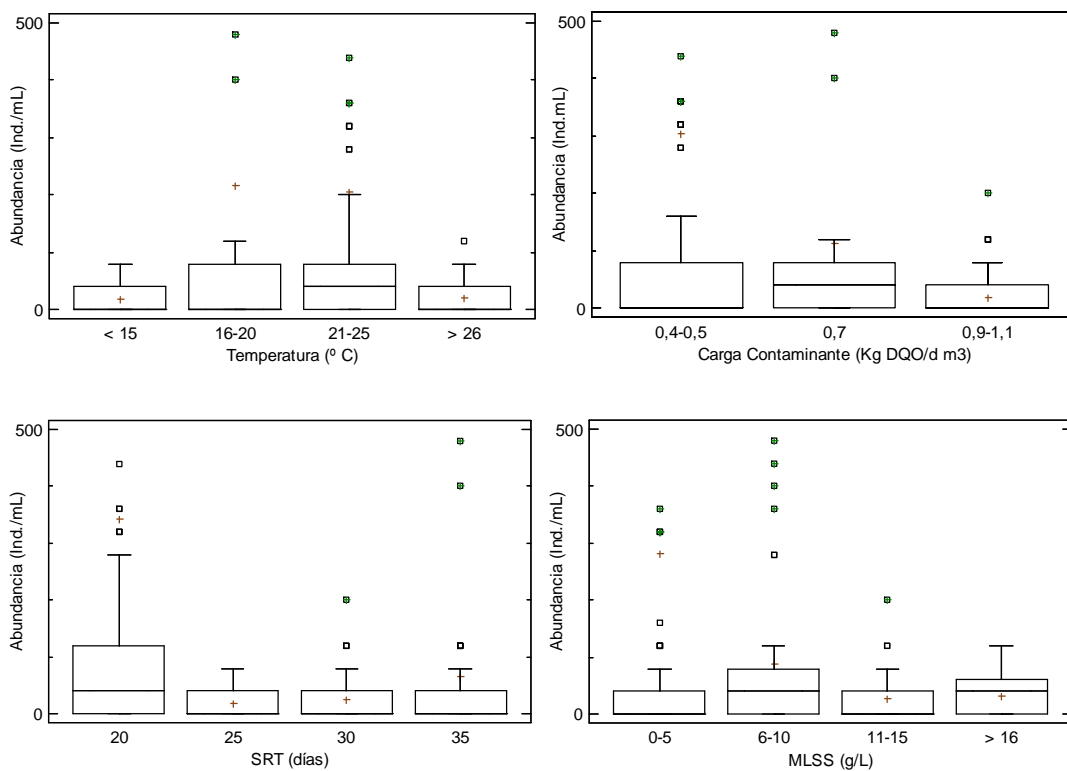 500
Abundancia (Ind./mL)
0
< 15 16-20 21-25 > 26
Temperatura (º C)
500
Abundancia (Ind.mL)
0
0,4-0,5 0,7 0,9-1,1
Carga Contaminante (Kg DQO/d m3)
500
Abundancia (Ind./mL)
0
20 25 30 35
SRT (días)
500
Abundancia (Ind./mL)
0
0-5 6-10 11-15 > 16
MLSS (g/L)